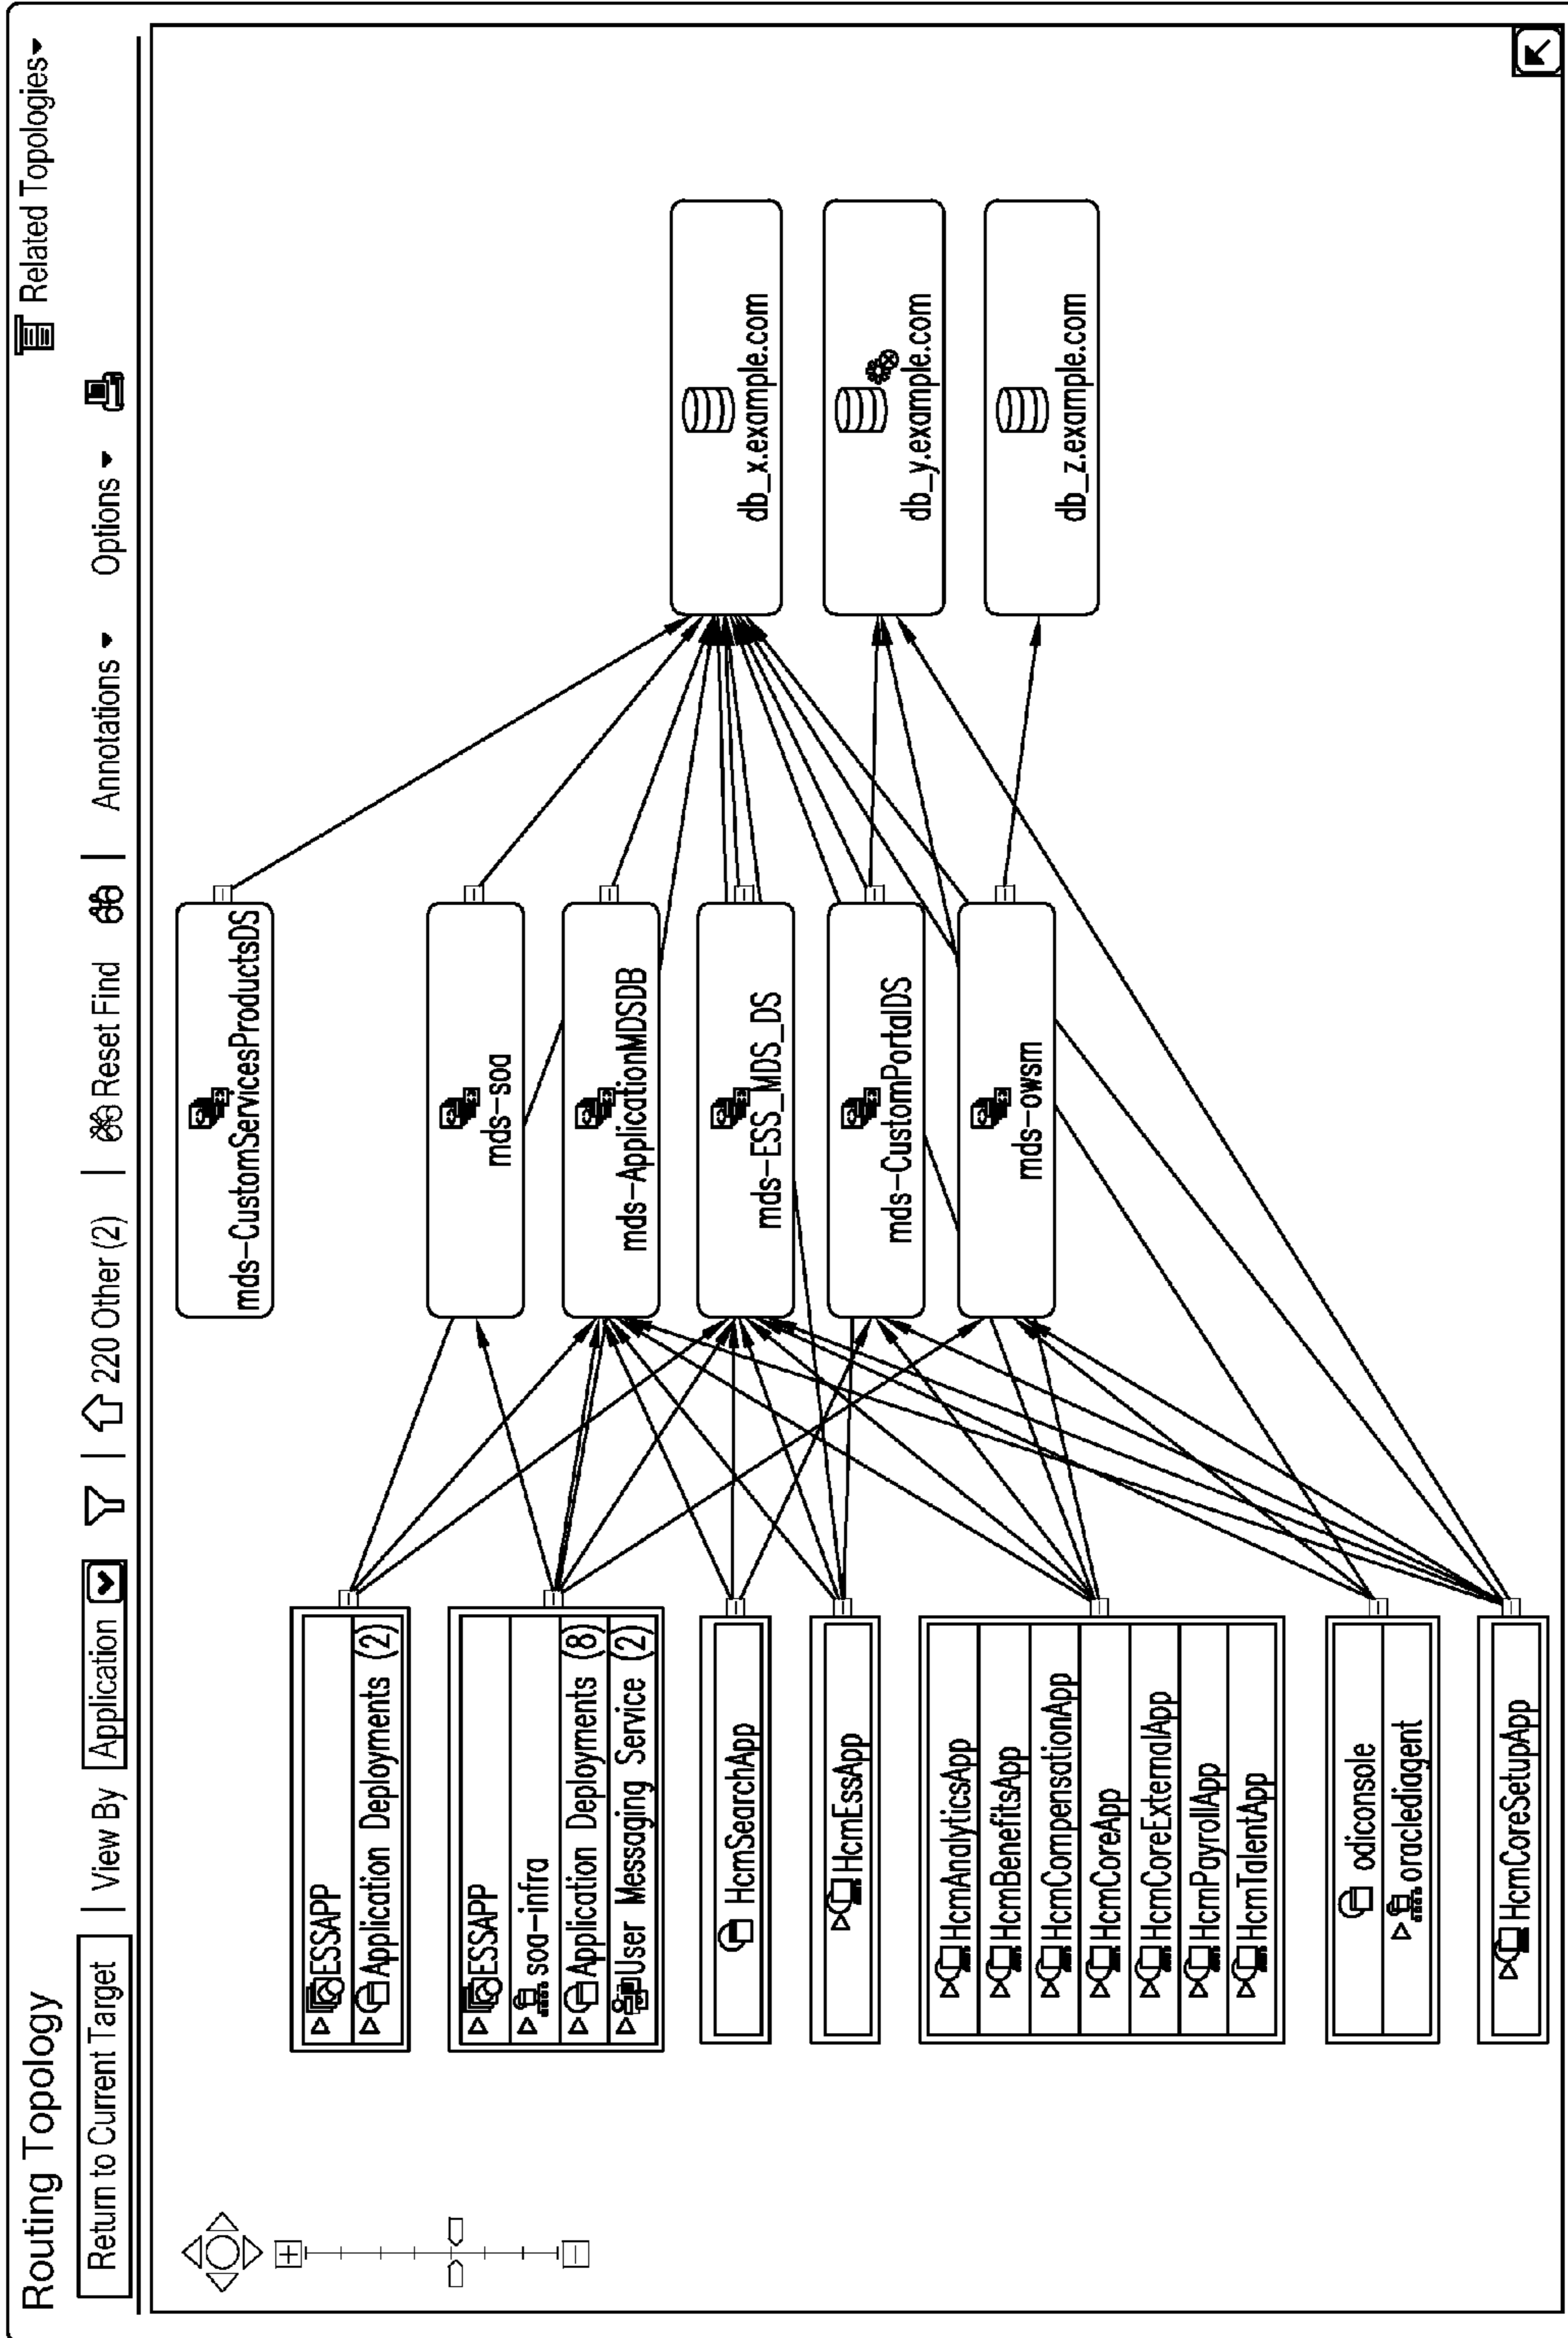 Routing Topology
Related Topologies
Return to Current Target | View By Application | 220 Other (2) | Reset Find | Annotations Options
ESSAPP
Application Deployments (2)
ESSAPP
soa-infra
Application Deployments (8)
User Messaging Service (2)
HcmSearchApp
HcmEssApp
HcmAnalyticsApp
HcmBenefitsApp
HcmCompensationApp
HcmCoreApp
HcmCoreExternalApp
HcmPayrollApp
HcmTalentApp
odiconsole
oraclediagent
HcmCoreSetupApp
mds-CustomServicesProductsDS
mds-soa
mds-ApplicationMDSDB
mds-ESS_MDS_DS
mds-CustomPortalDS
mds-owsm
db_x.example.com
db_y.example.com
db_z.example.com